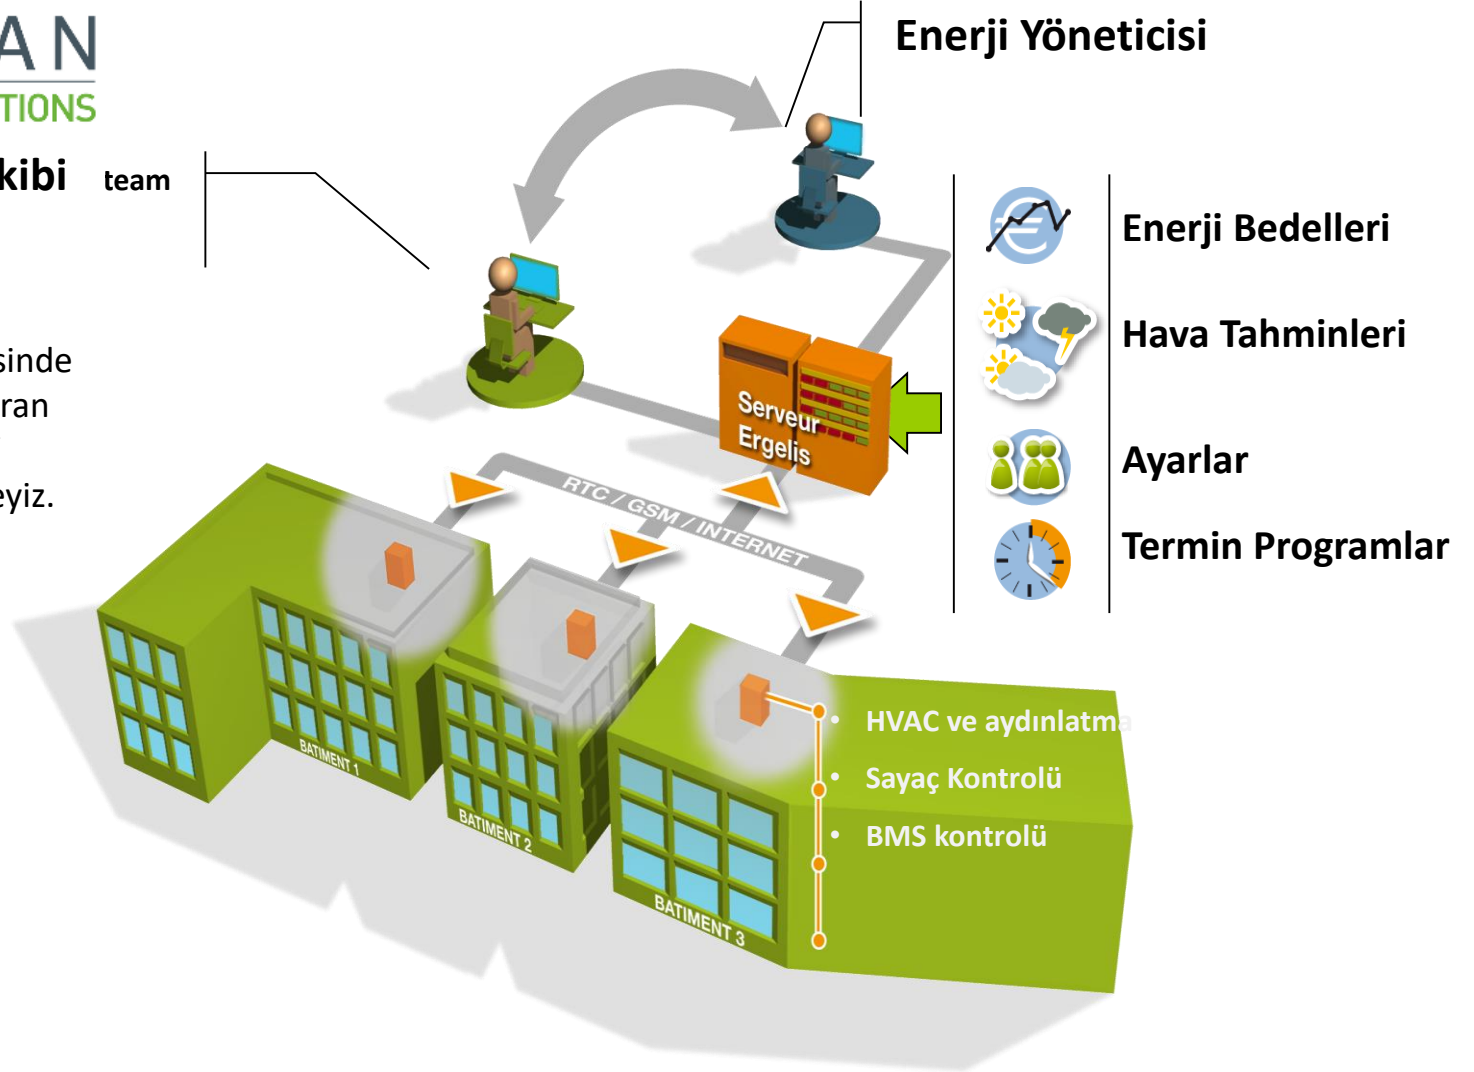 AN
TIONS
Enerji Yöneticisi
kibi team
Enerji Bedelleri
Hava Tahminleri
Ayarlar
Termin Programlar
sinde
ran
eyiz.
Serveur
Ergelis
RTC / GSM / INTERNET
BATIMENT 1
BATIMENT 2
BATIMENT 3
• HVAC ve aydınlatma
• Sayaç Kontrolü
• BMS kontrolü